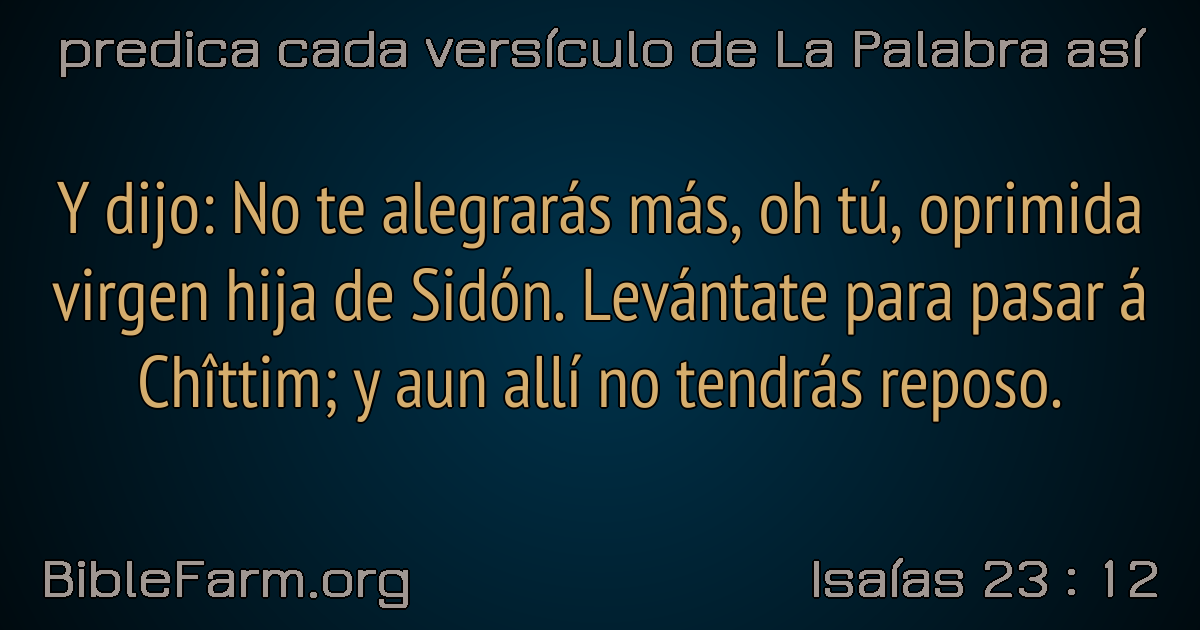 predica cada versículo de La Palabra así
Y dijo: No te alegrarás más, oh tú, oprimida
virgen hija de Sidón. Levántate para pasar á
Chîttim; y aun allí no tendrás reposo.
BibleFarm.org
Isaías 23 : 12